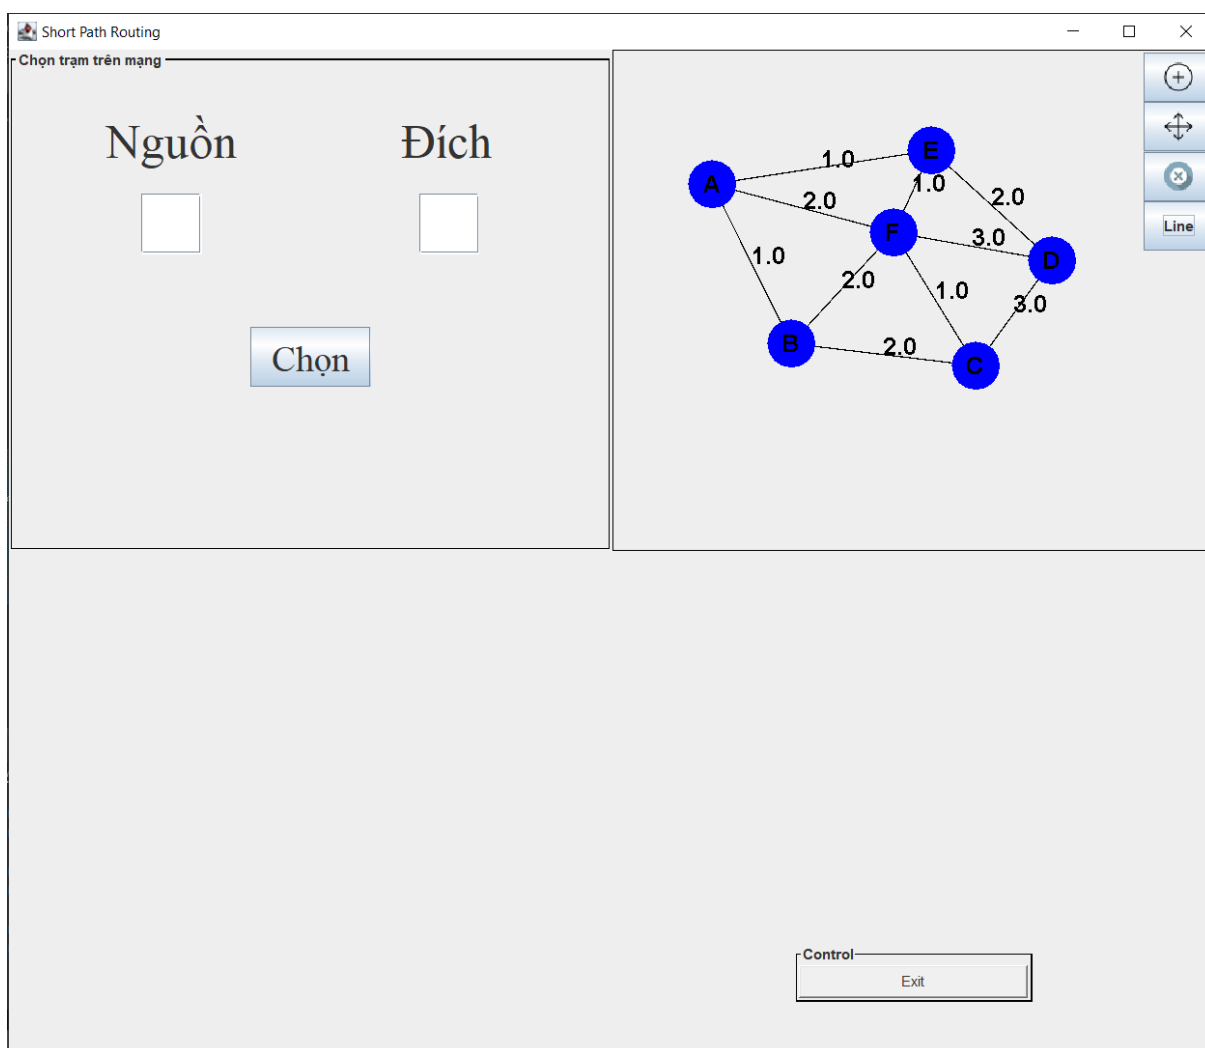 Short Path Routing
Chọn trạm trên mạng
Nguồn
Đích
Chọn
E
1.0
A
1.0
2.0
2.0
F
3.0
Line
1.0
D
2.0
1.0
3.0
B
2.0
C
Control
Exit